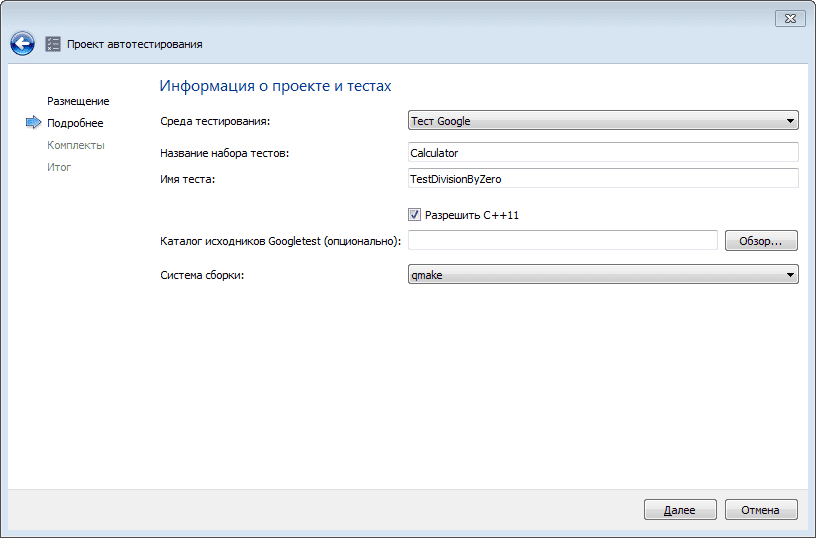 Проект автотестирования
Информация о проекте и тестах
Размещение
Подробнее
Комплекты
Итог
Среда тестирования: Тест Google
Название набора тестов: Calculator
Имя теста: TestDivisionByZero
Разрешить C++11
Каталог исходников Googletest (опционально): Обзор...
Система сборки: qmake
Далее Отмена